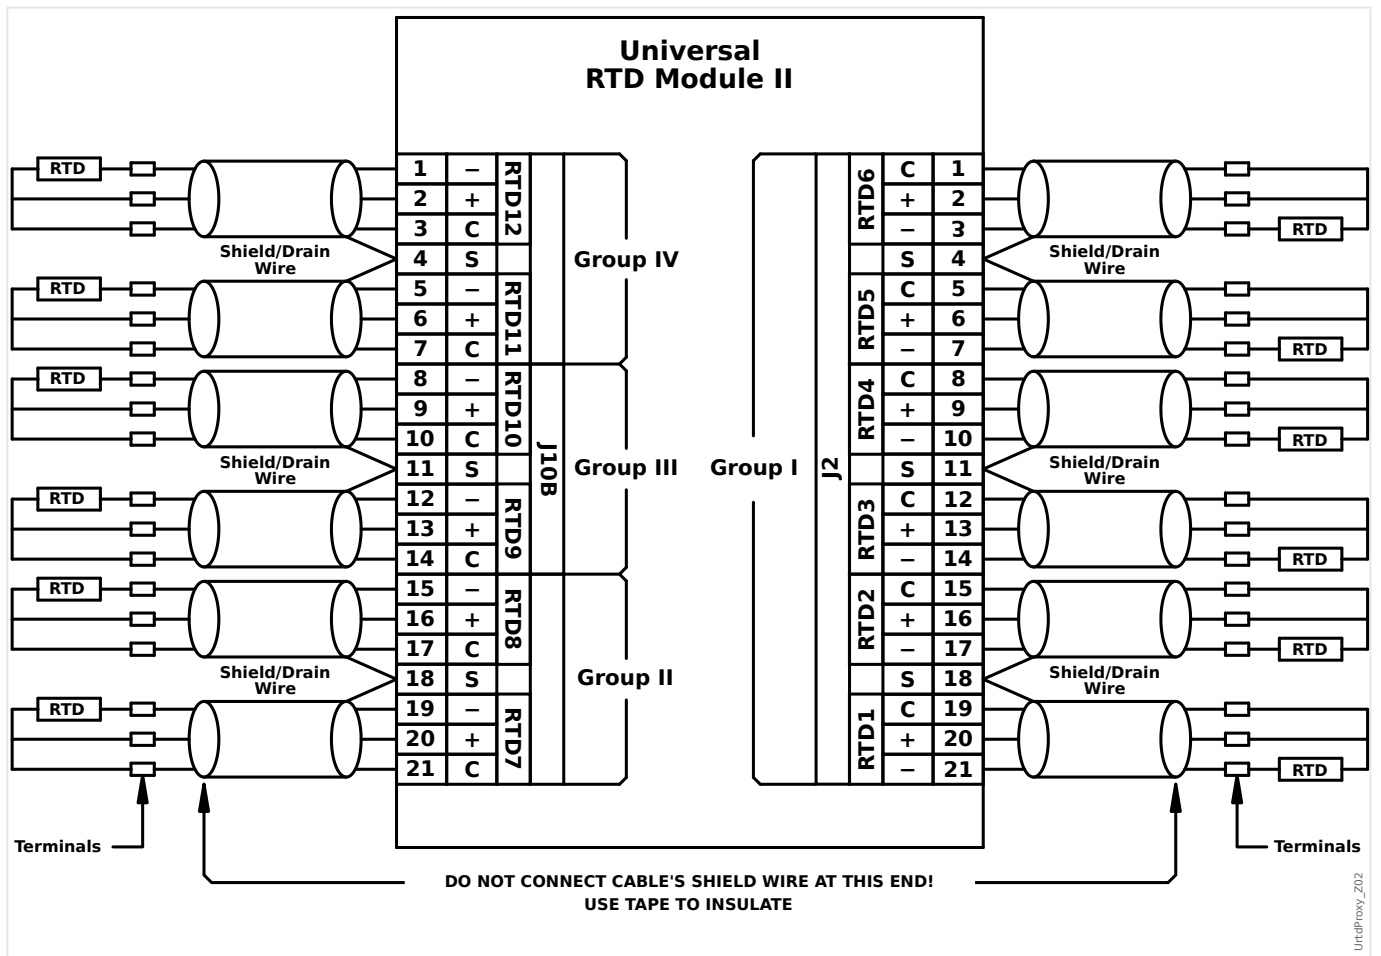 Universal
RTD Module II
RTD 1 − RTD12 RTD6 C 1
2 + + 2
3 C − 3 RTD
Shield/Drain Wire 4 S Group IV S 4 Shield/Drain Wire
RTD 5 − RTD11 RTD5 C 5
6 + + 6
7 C − 7 RTD
RTD 8 − RTD10 RTD4 C 8
9 + + 9
10 C − 10 RTD
Shield/Drain Wire 11 S J10B Group III Group I J2 S 11 Shield/Drain Wire
RTD 12 − RTD9 RTD3 C 12
13 + + 13
14 C − 14 RTD
RTD 15 − RTD8 RTD2 C 15
16 + + 16
17 C − 17 RTD
Shield/Drain Wire 18 S Group II S 18 Shield/Drain Wire
RTD 19 − RTD7 RTD1 C 19
20 + + 20
21 C − 21 RTD
Terminals Terminals
DO NOT CONNECT CABLE'S SHIELD WIRE AT THIS END!
USE TAPE TO INSULATE
UrtdProxy_Z02